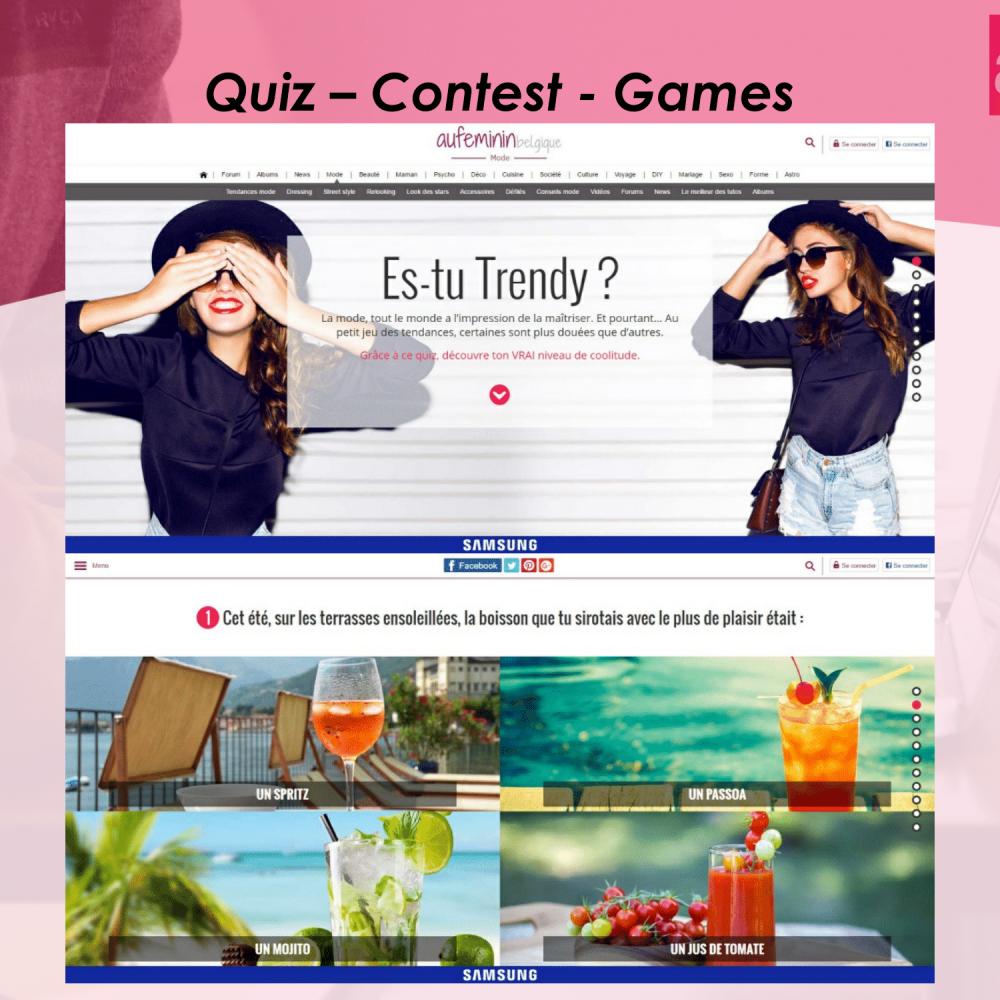 Quiz – Contest - Games
aufeminin belgique
Mode
Se connecter
Se connecter
Forum | Albums | News | Mode | Beauté | Maman | Psycho | Déco | Cuisine | Société | Culture | Voyage | DIY | Mariage | Sexo | Forme | Astro
Tendances mode Dressing Street style Relooking Look des stars Accessoires Défilés Conseils mode Vidéos Forums News Le meilleur des tutos Albums
Es-tu Trendy ?
La mode, tout le monde a l'impression de la maîtriser. Et pourtant... Au
petit jeu des tendances, certaines sont plus douées que d'autres.
Grâce à ce quiz, découvre ton VRAI niveau de coolitude.
SAMSUNG
Menu
Facebook
Se connecter
Se connecter
1 Cet été, sur les terrasses ensoleillées, la boisson que tu sirotais avec le plus de plaisir était :
UN SPRITZ
UN PASSOA
UN MOJITO
UN JUS DE TOMATE
SAMSUNG